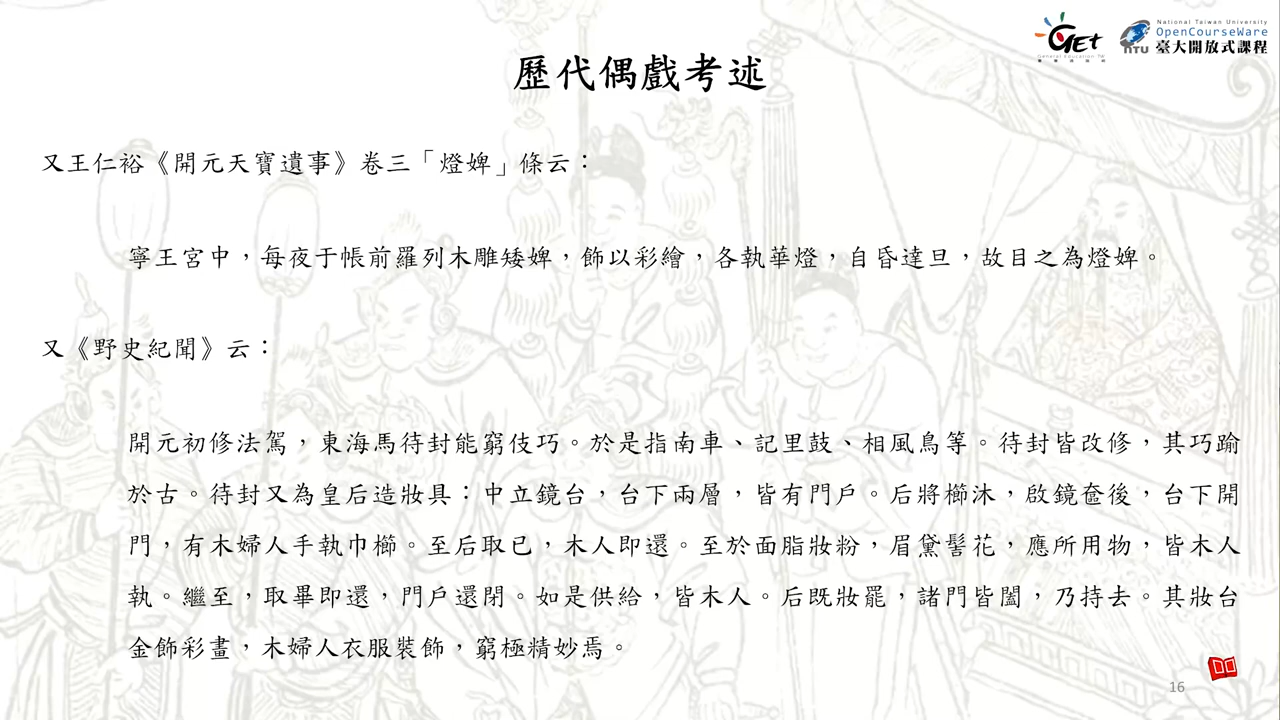 GET
General Education TW
National Taiwan University
OpenCourseWare
NTU 臺大開放式課程
歷代偶戲考述
又王仁裕《開元天寶遺事》卷三「燈婢」條云：
寧王宮中，每夜于帳前羅列木雕矮婢，飾以彩繪，各執華燈，自昏達旦，故目之為燈婢。
又《野史紀聞》云：
開元初修法駕，東海馬待封能窮伎巧。於是指南車、記里鼓、相風鳥等。待封皆改修，其巧踰
於古。待封又為皇后造妝具：中立鏡台，台下兩層，皆有門戶。后將櫛沐，啟鏡奩後，台下開
門，有木婦人手執巾櫛。至后取已，木人即還。至於面脂妝粉，眉黛髻花，應所用物，皆木人
執。繼至，取畢即還，門戶還閉。如是供給，皆木人。后既妝罷，諸門皆闔，乃持去。其妝台
金飾彩畫，木婦人衣服裝飾，窮極精妙焉。
16